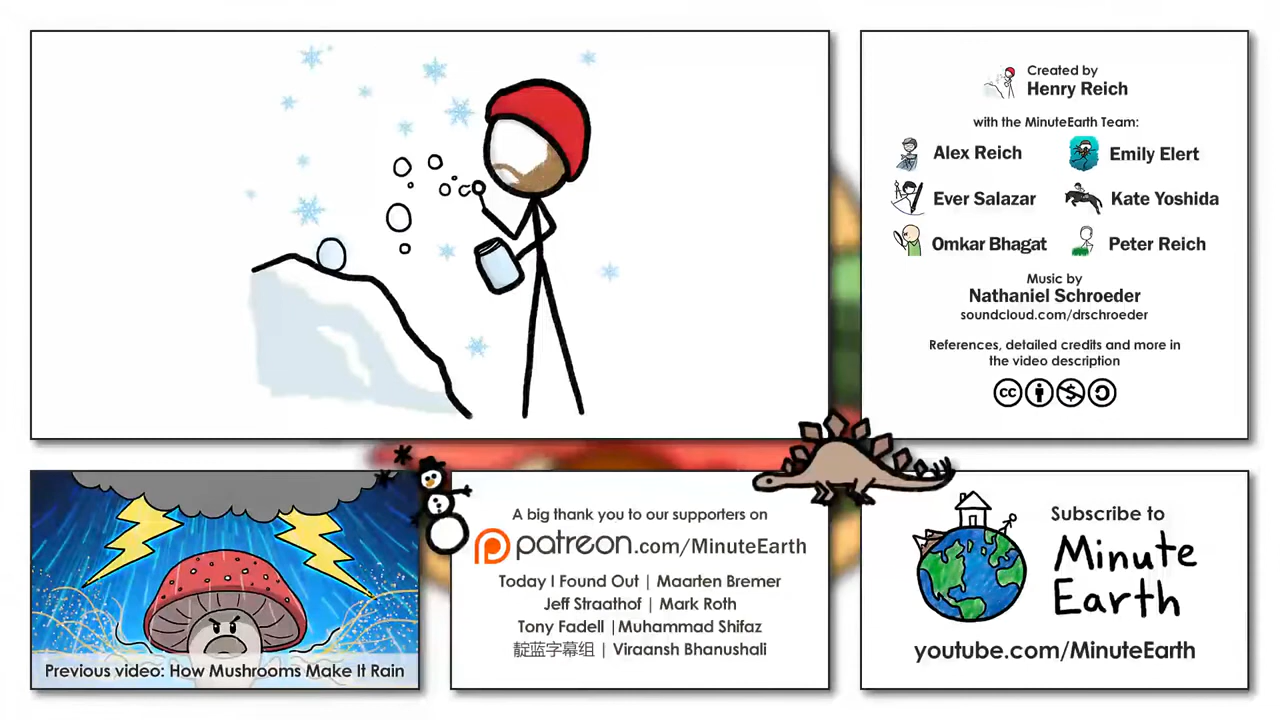 Created by
Henry Reich
with the MinuteEarth Team:
Alex Reich
Emily Elert
Ever Salazar
Kate Yoshida
Omkar Bhagat
Peter Reich
Music by
Nathaniel Schroeder
soundcloud.com/drschroeder
References, detailed credits and more in
the video description
cc
Previous video: How Mushrooms Make It Rain
A big thank you to our supporters on
patreon.com/MinuteEarth
Today I Found Out | Maarten Bremer
Jeff Straathof | Mark Roth
Tony Fadell |Muhammad Shifaz
靛蓝字幕组 | Viraansh Bhanushali
Subscribe to
Minute
Earth
youtube.com/MinuteEarth